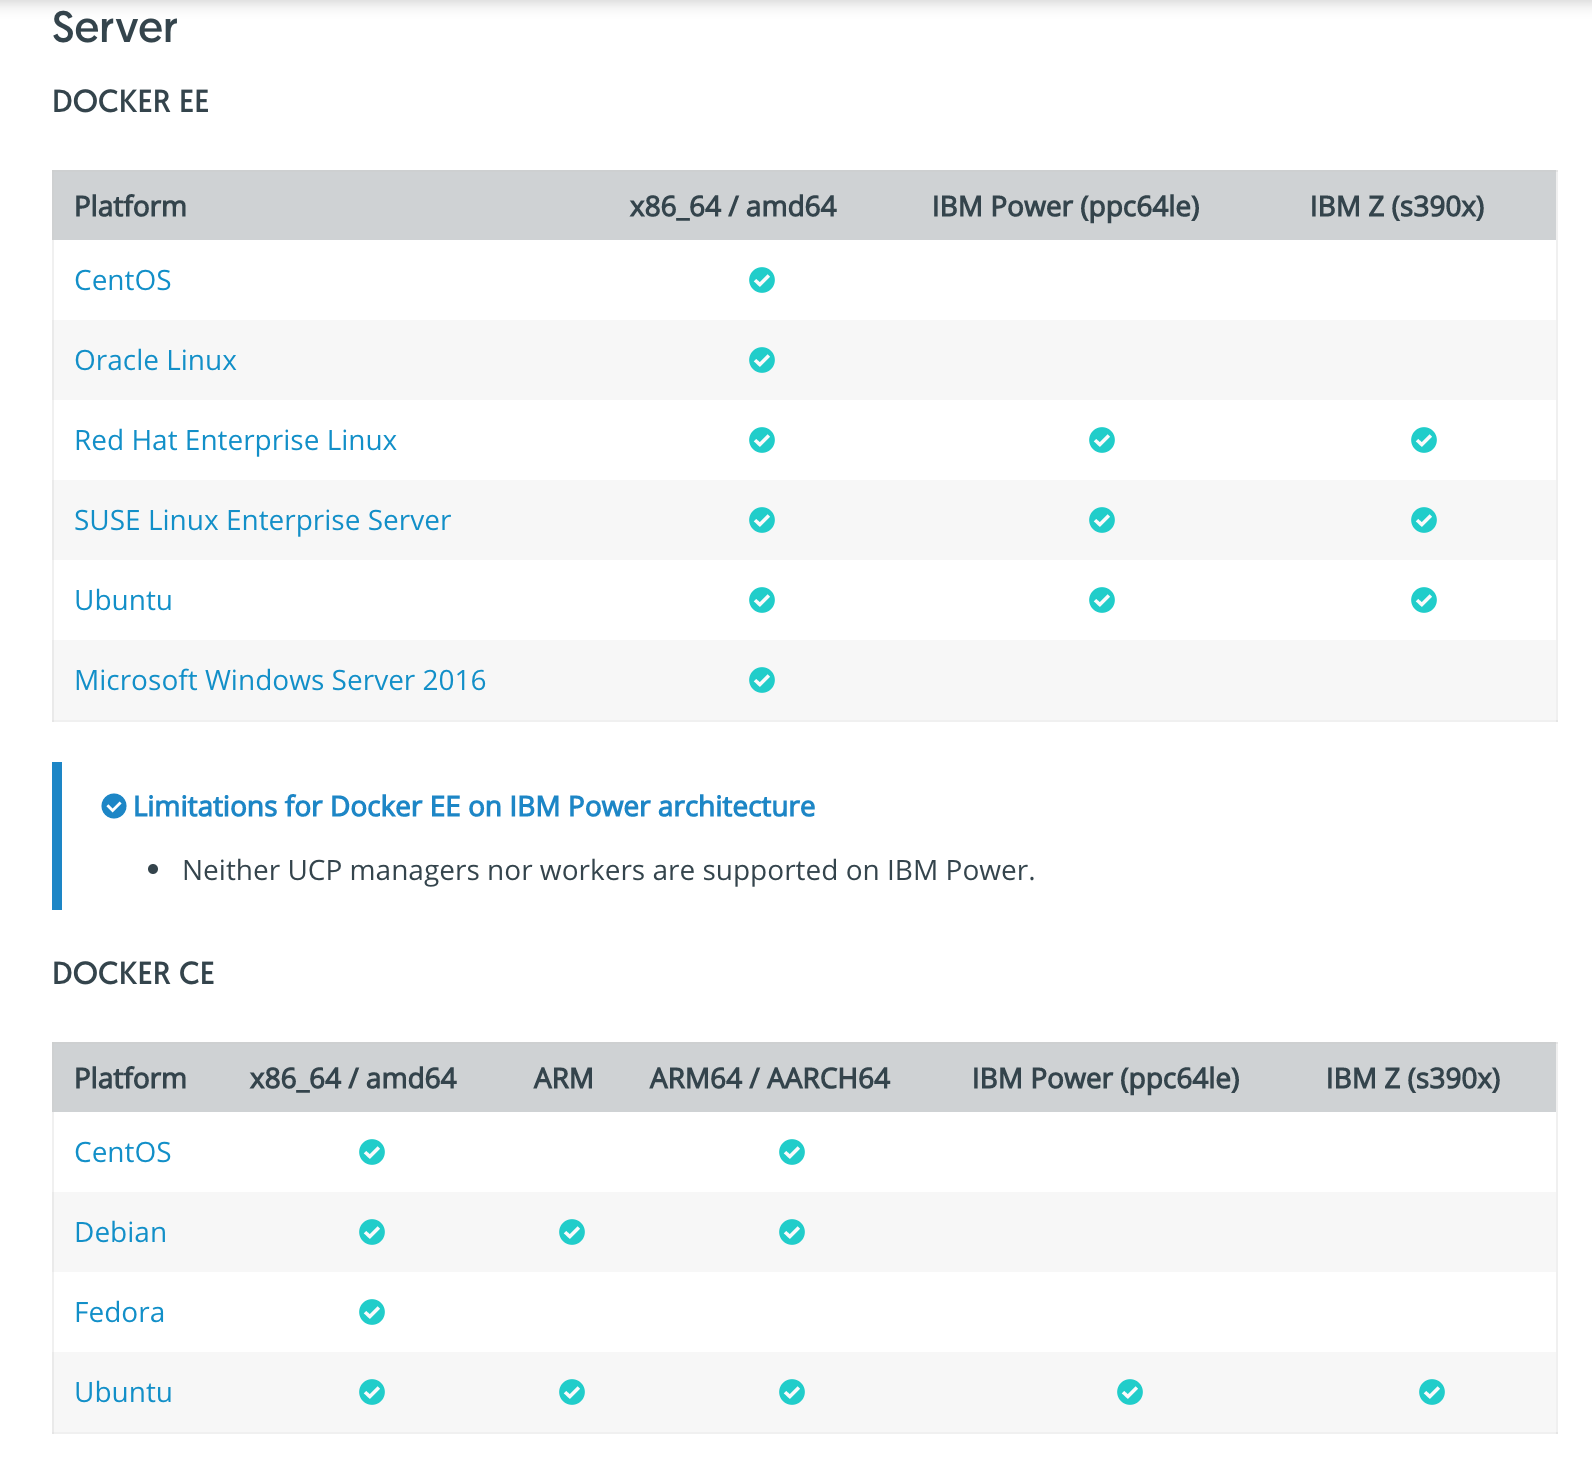 Server
DOCKER EE
Platform x86_64 / amd64 IBM Power (ppc64le) IBM Z (s390x)
CentOS
Oracle Linux
Red Hat Enterprise Linux
SUSE Linux Enterprise Server
Ubuntu
Microsoft Windows Server 2016
Limitations for Docker EE on IBM Power architecture
• Neither UCP managers nor workers are supported on IBM Power.
DOCKER CE
Platform x86_64 / amd64 ARM ARM64 / AARCH64 IBM Power (ppc64le) IBM Z (s390x)
CentOS
Debian
Fedora
Ubuntu